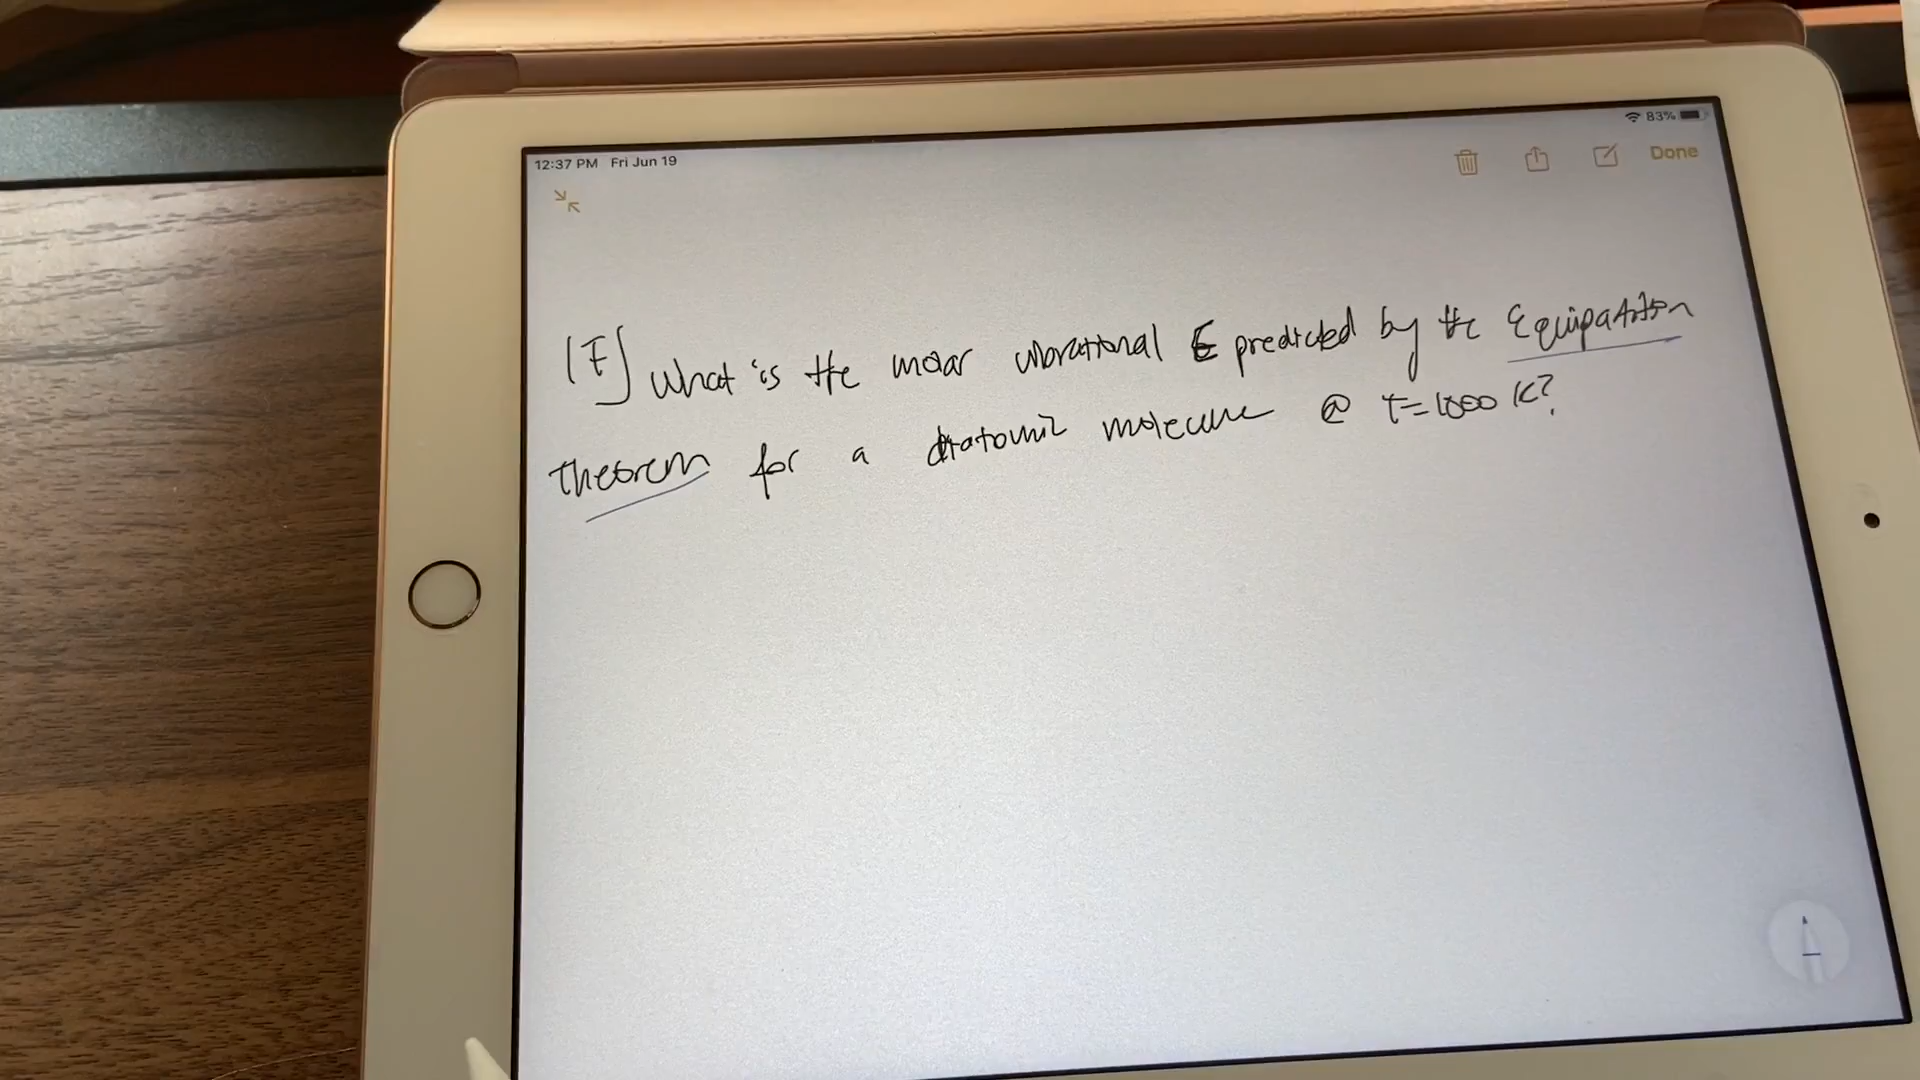 12:37 PM Fri Jun 19
83%
Done
[F] What is the molar vibrational E predicted by the Equipartition
theorem for a diatomic molecule @ T=1000 K?